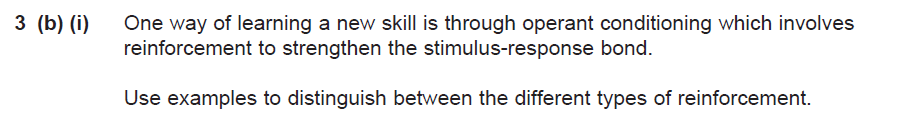 3 (b) (i) One way of learning a new skill is through operant conditioning which involves
reinforcement to strengthen the stimulus-response bond.
Use examples to distinguish between the different types of reinforcement.